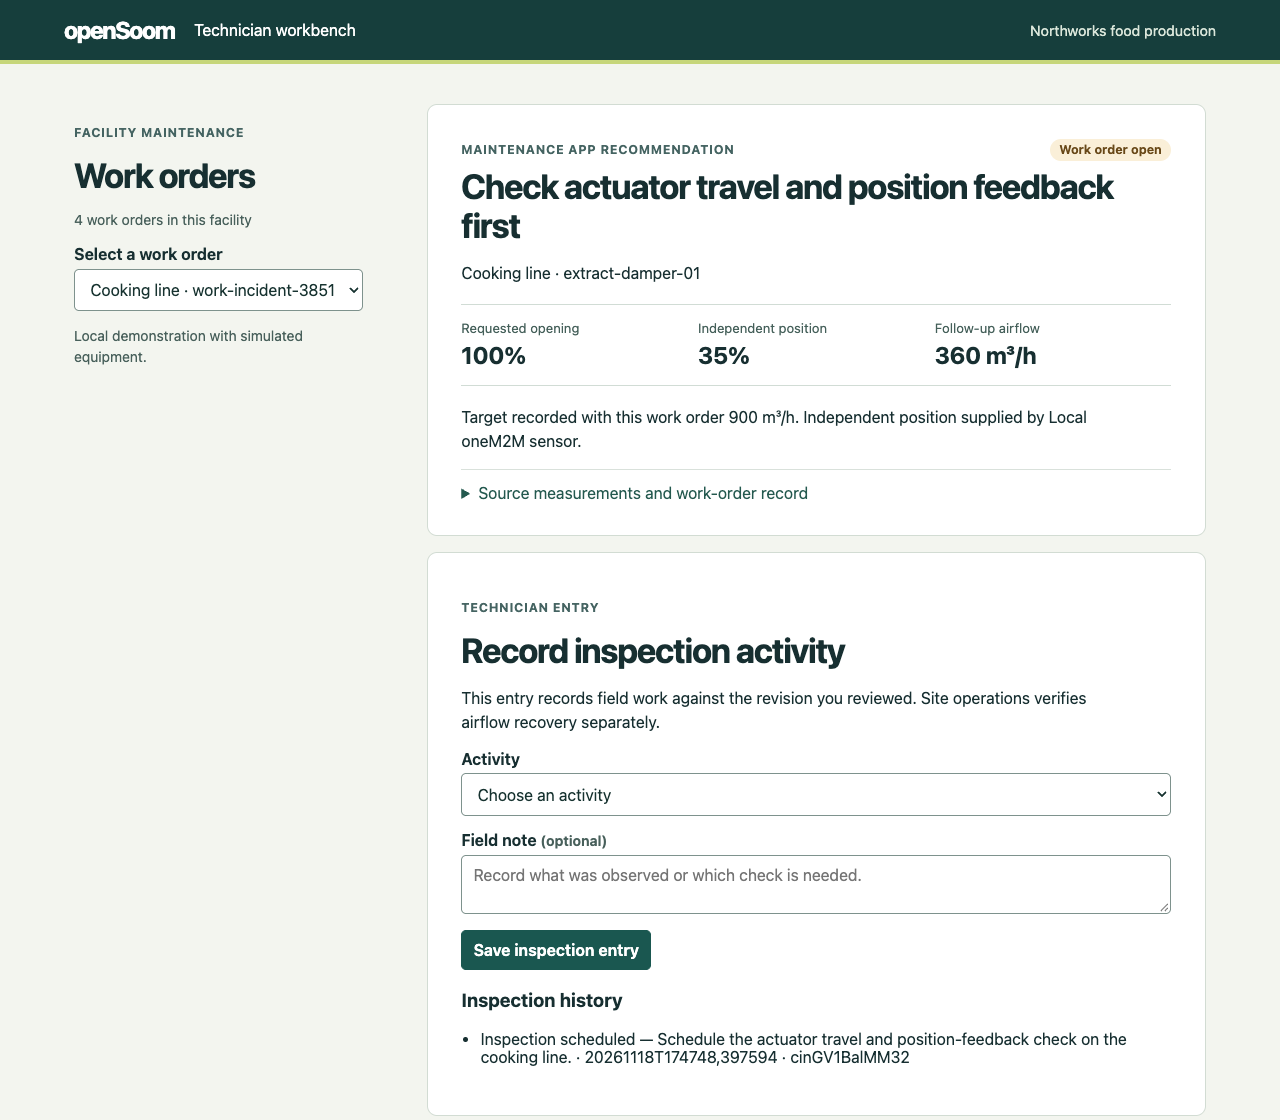 openSoom Technician workbench Northworks food production
FACILITY MAINTENANCE
Work orders
4 work orders in this facility
Select a work order
Cooking line · work-incident-3851
Local demonstration with simulated
equipment.
MAINTENANCE APP RECOMMENDATION
Work order open
Check actuator travel and position feedback
first
Cooking line · extract-damper-01
Requested opening
100%
Independent position
35%
Follow-up airflow
360 m³/h
Target recorded with this work order 900 m³/h. Independent position supplied by Local
oneM2M sensor.
Source measurements and work-order record
TECHNICIAN ENTRY
Record inspection activity
This entry records field work against the revision you reviewed. Site operations verifies
airflow recovery separately.
Activity
Choose an activity
Field note (optional)
Record what was observed or which check is needed.
Save inspection entry
Inspection history
• Inspection scheduled — Schedule the actuator travel and position-feedback check on the
cooking line. · 20261118T174748,397594 · cinGV1BalMM32